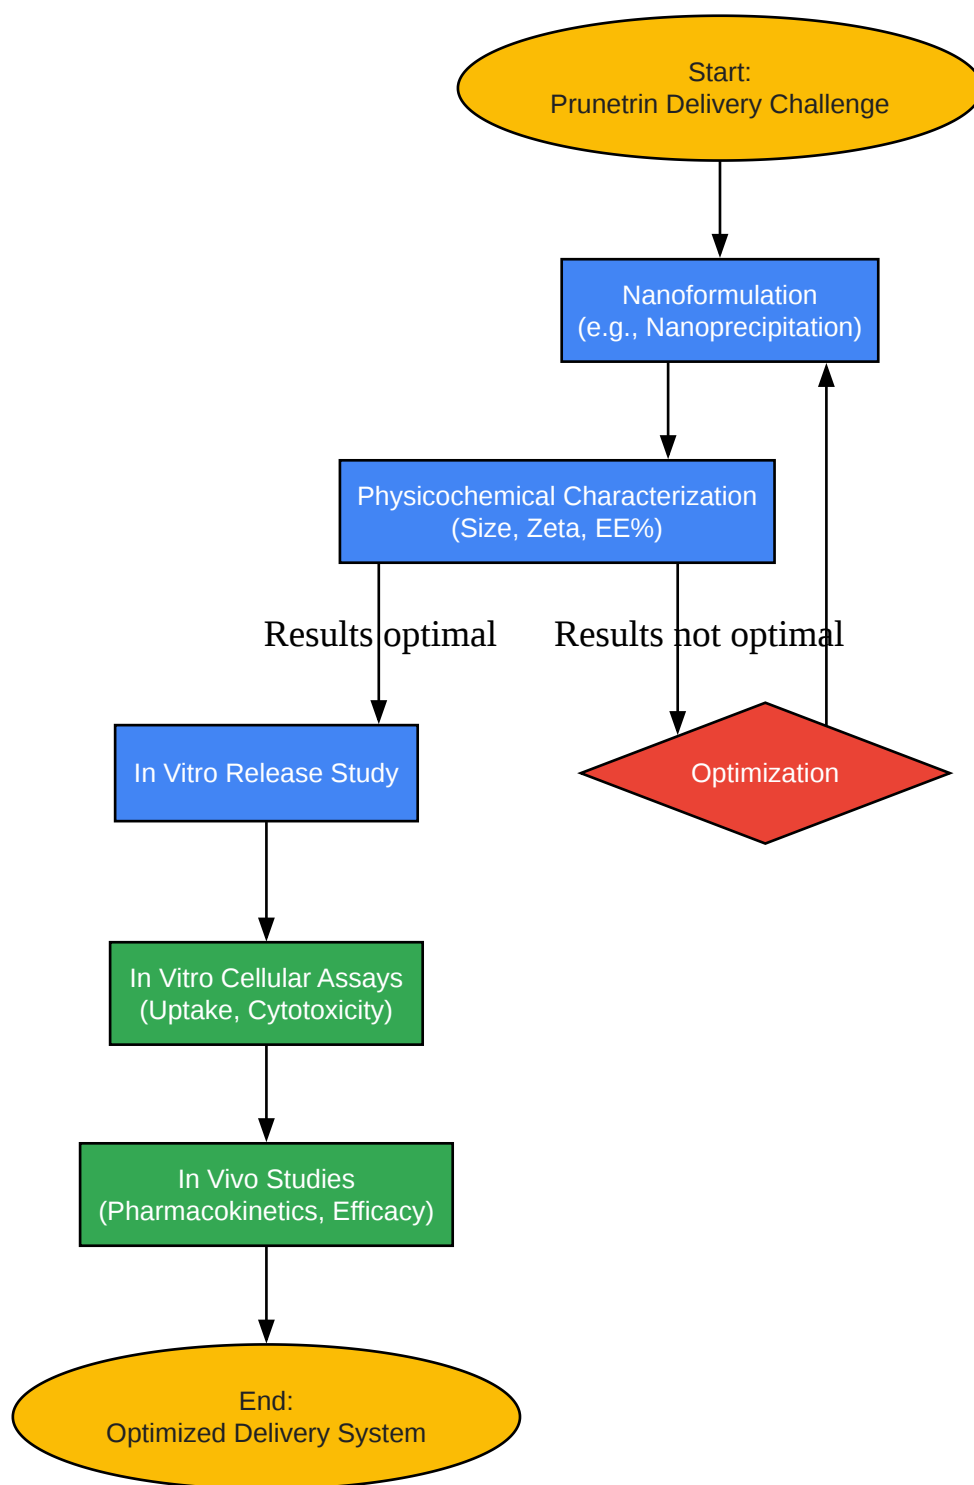 Start:
Prunetrin Delivery Challenge
Nanoformulation
(e.g., Nanoprecipitation)
Physicochemical Characterization
(Size, Zeta, EE%)
Results optimal
Results not optimal
In Vitro Release Study
Optimization
In Vitro Cellular Assays
(Uptake, Cytotoxicity)
In Vivo Studies
(Pharmacokinetics, Efficacy)
End:
Optimized Delivery System